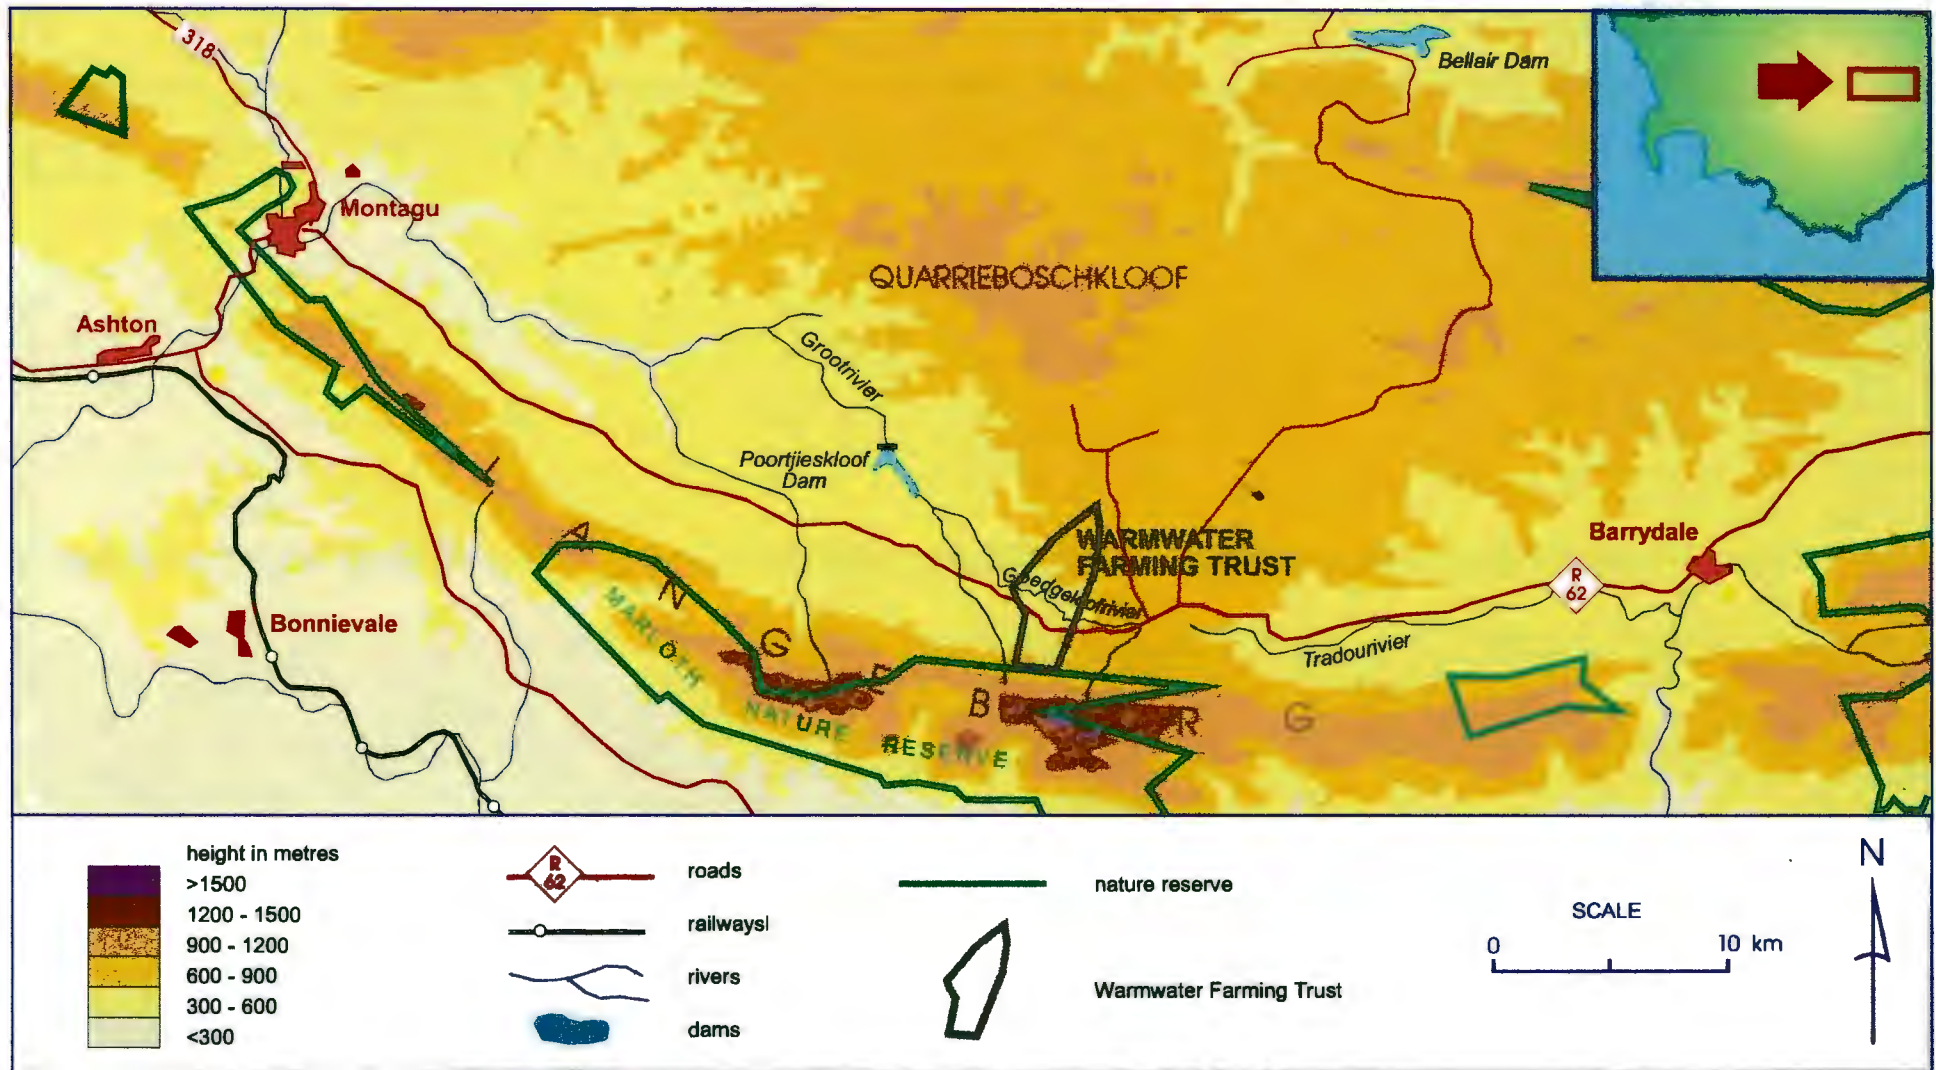 318
Bellair Dam
Montagu
QUARRIEBOSCHKLOOF
Ashton
Grootrivier
Poortjieskloof
Dam
WARMWATER
FARMING TRUST
Goedgeloofrivier
Barrydale
R
62
Bonnievale
Tradourivier
L A N G E B R G
MARLOTH
NATURE RESERVE
height in metres
>1500
1200 - 1500
900 - 1200
600 - 900
300 - 600
<300
R
62
roads
railwaysl
rivers
dams
nature reserve
Warmwater Farming Trust
SCALE
0 10 km
N